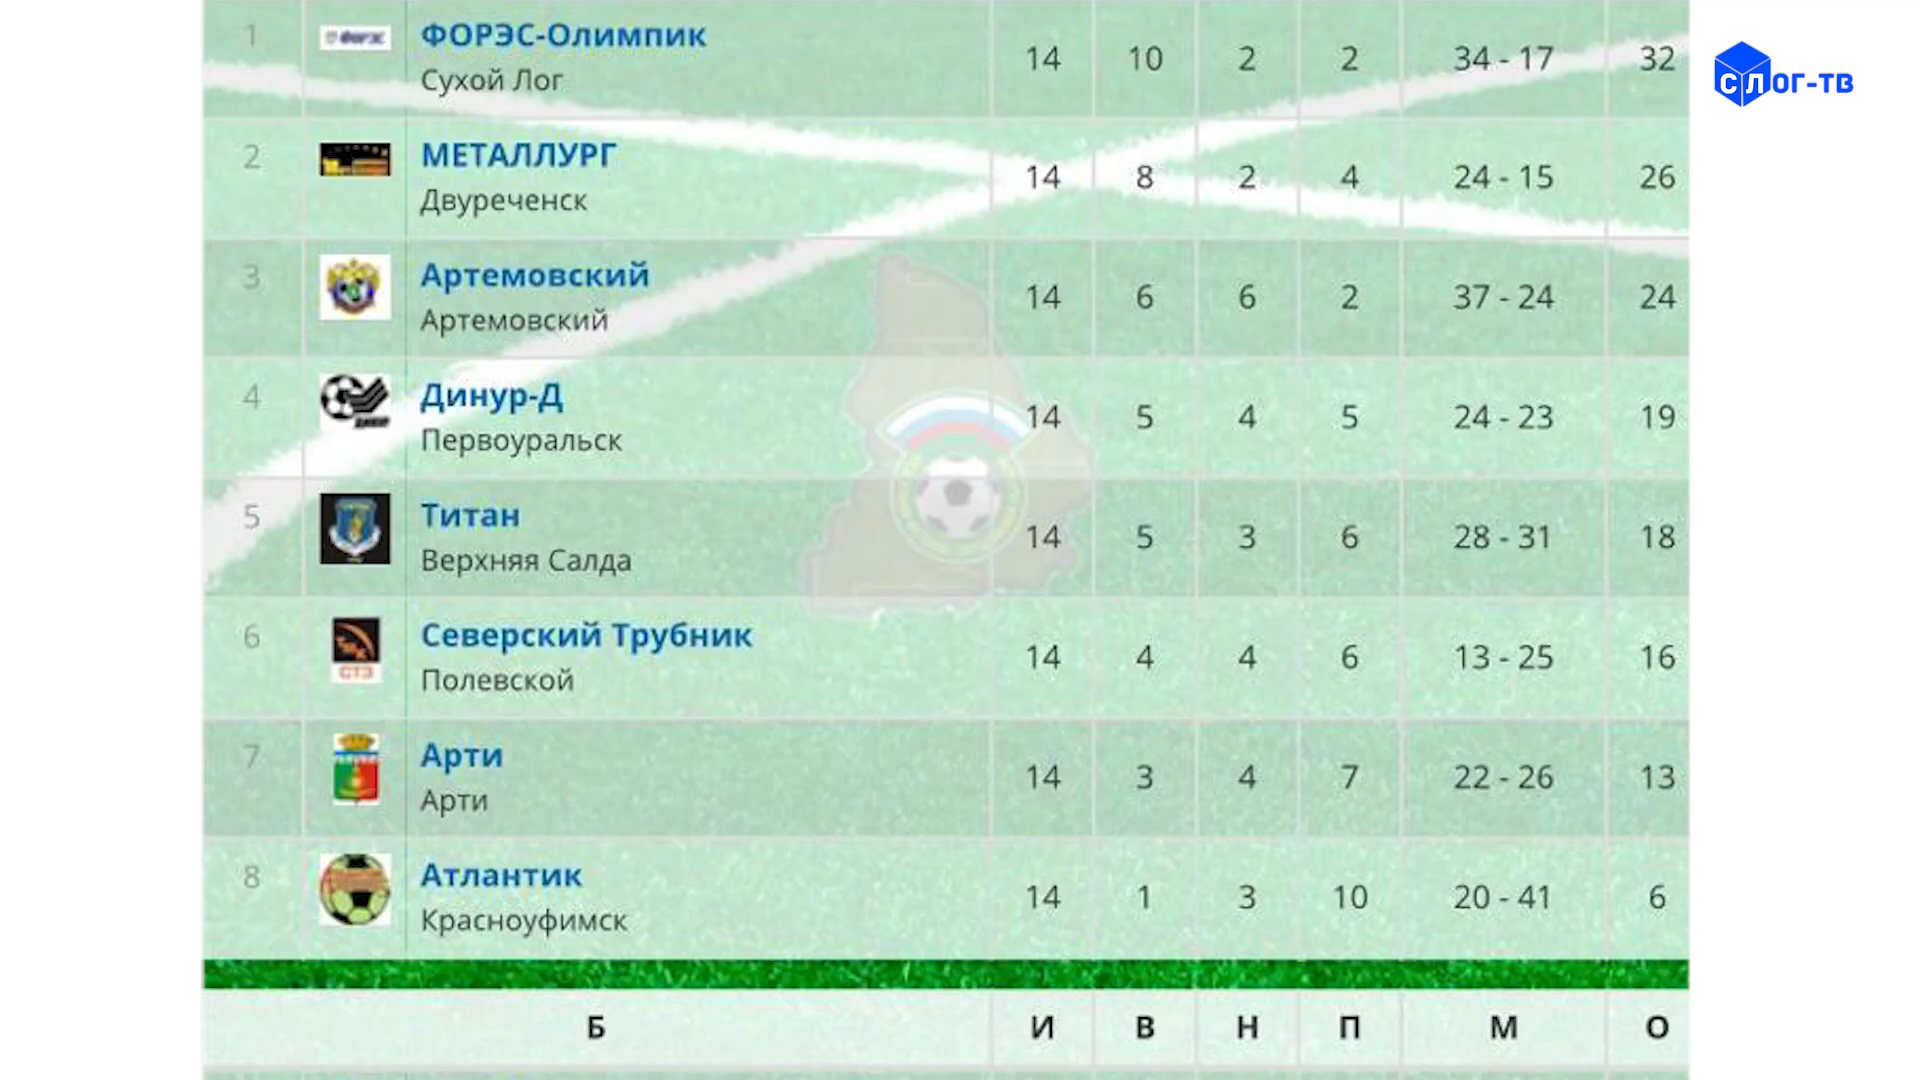 1 ФОРЭС ФОРЭС-Олимпик 14 10 2 2 34 - 17 32
Сухой Лог
СЛОГ-ТВ
2 МЕТАЛЛУРГ 14 8 2 4 24 - 15 26
Двуреченск
3 Артемовский 14 6 6 2 37 - 24 24
Артемовский
4 Динур-Д 14 5 4 5 24 - 23 19
ДИНУР
Первоуральск
5 Титан 14 5 3 6 28 - 31 18
Верхняя Салда
6 Северский Трубник 14 4 4 6 13 - 25 16
СТЗ
Полевской
7 Арти 14 3 4 7 22 - 26 13
Арти
8 Атлантик 14 1 3 10 20 - 41 6
Красноуфимск
Б И В Н П М О